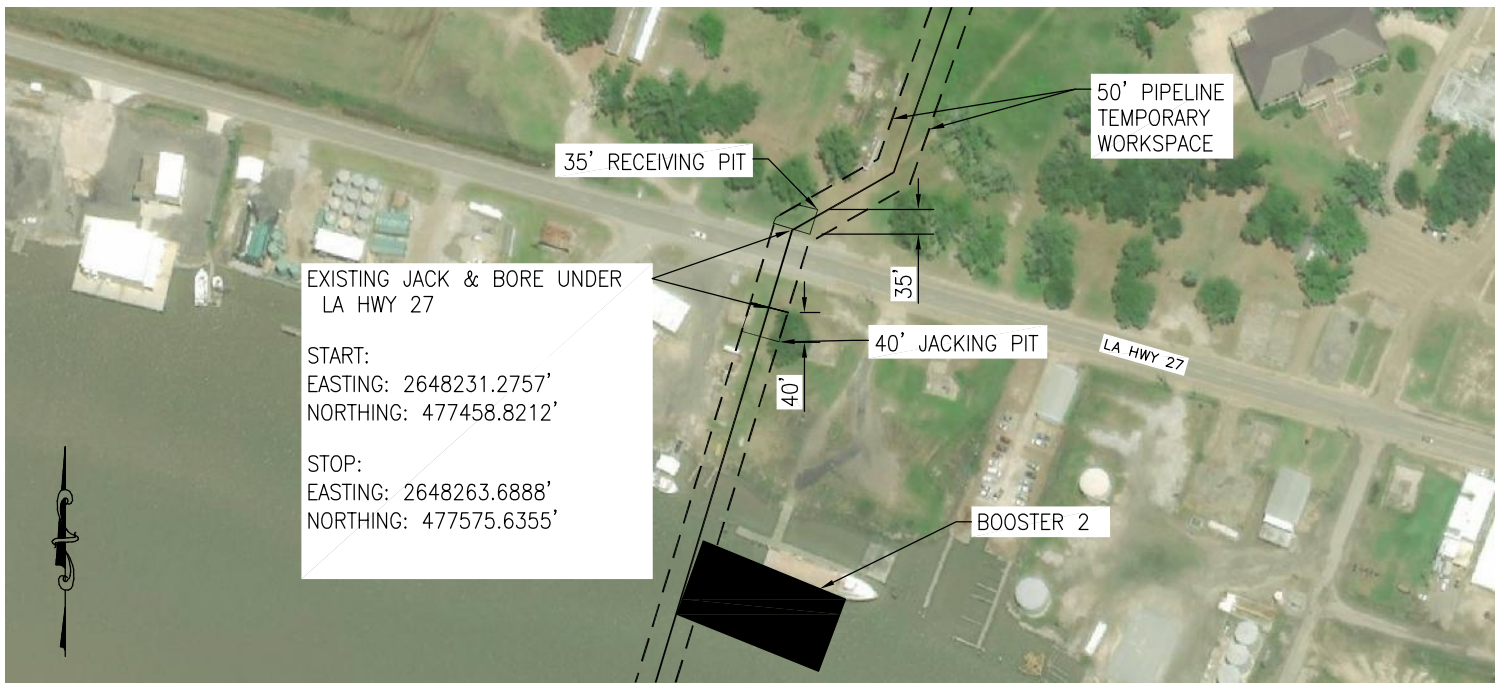 50' PIPELINE
TEMPORARY
WORKSPACE
35' RECEIVING PIT
EXISTING JACK & BORE UNDER
LA HWY 27
START:
EASTING: 2648231.2757'
NORTHING: 477458.8212'
STOP:
EASTING: 2648263.6888'
NORTHING: 477575.6355'
35'
40' JACKING PIT
LA HWY 27
40'
BOOSTER 2